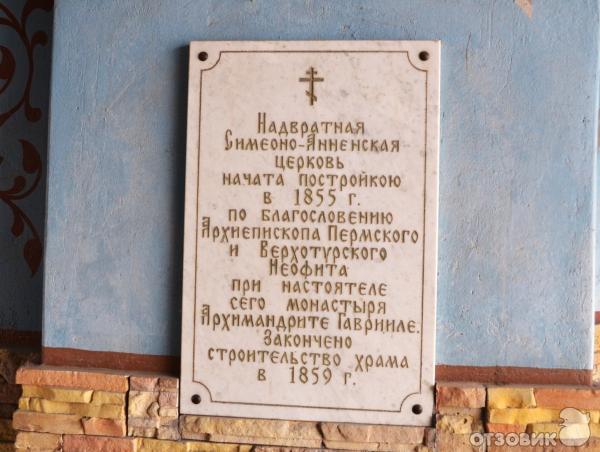 Надвратная
Симеоно-Анненская
церковь
начата постройкою
в 1855 г.
по благословению
Архиепископа Пермского
и Верхотурского
Неофита
при настоятеле
сего монастыря
Архимандрите Гаврииле.
Закончено
строительство храма
в 1859 г.
ОТЗОВИК